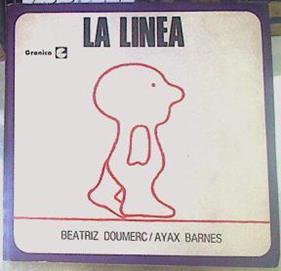 LA LINEA
Granica
BEATRIZ DOUMERC/AYAX BARNES